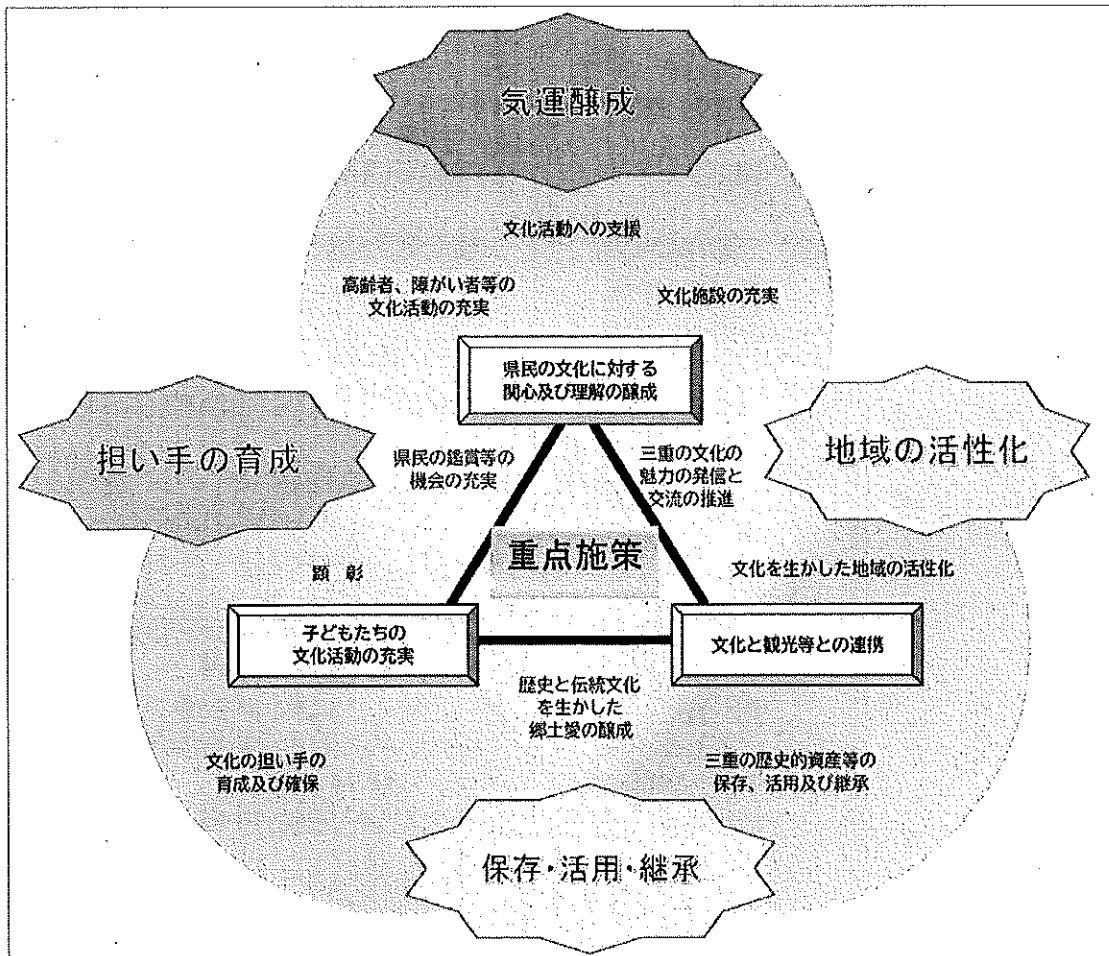 気運醸成
文化活動への支援
高齢者、障がい者等の
文化活動の充実
文化施設の充実
県民の文化に対する
関心及び理解の醸成
担い手の育成
地域の活性化
県民の鑑賞等の
機会の充実
三重の文化の
魅力の発信と
交流の推進
重点施策
顕 彰
文化を生かした地域の活性化
子どもたちの
文化活動の充実
文化と観光等との連携
歴史と伝統文化
を生かした
郷土愛の醸成
文化の担い手の
育成及び確保
三重の歴史的資産等の
保存、活用及び継承
保存・活用・継承